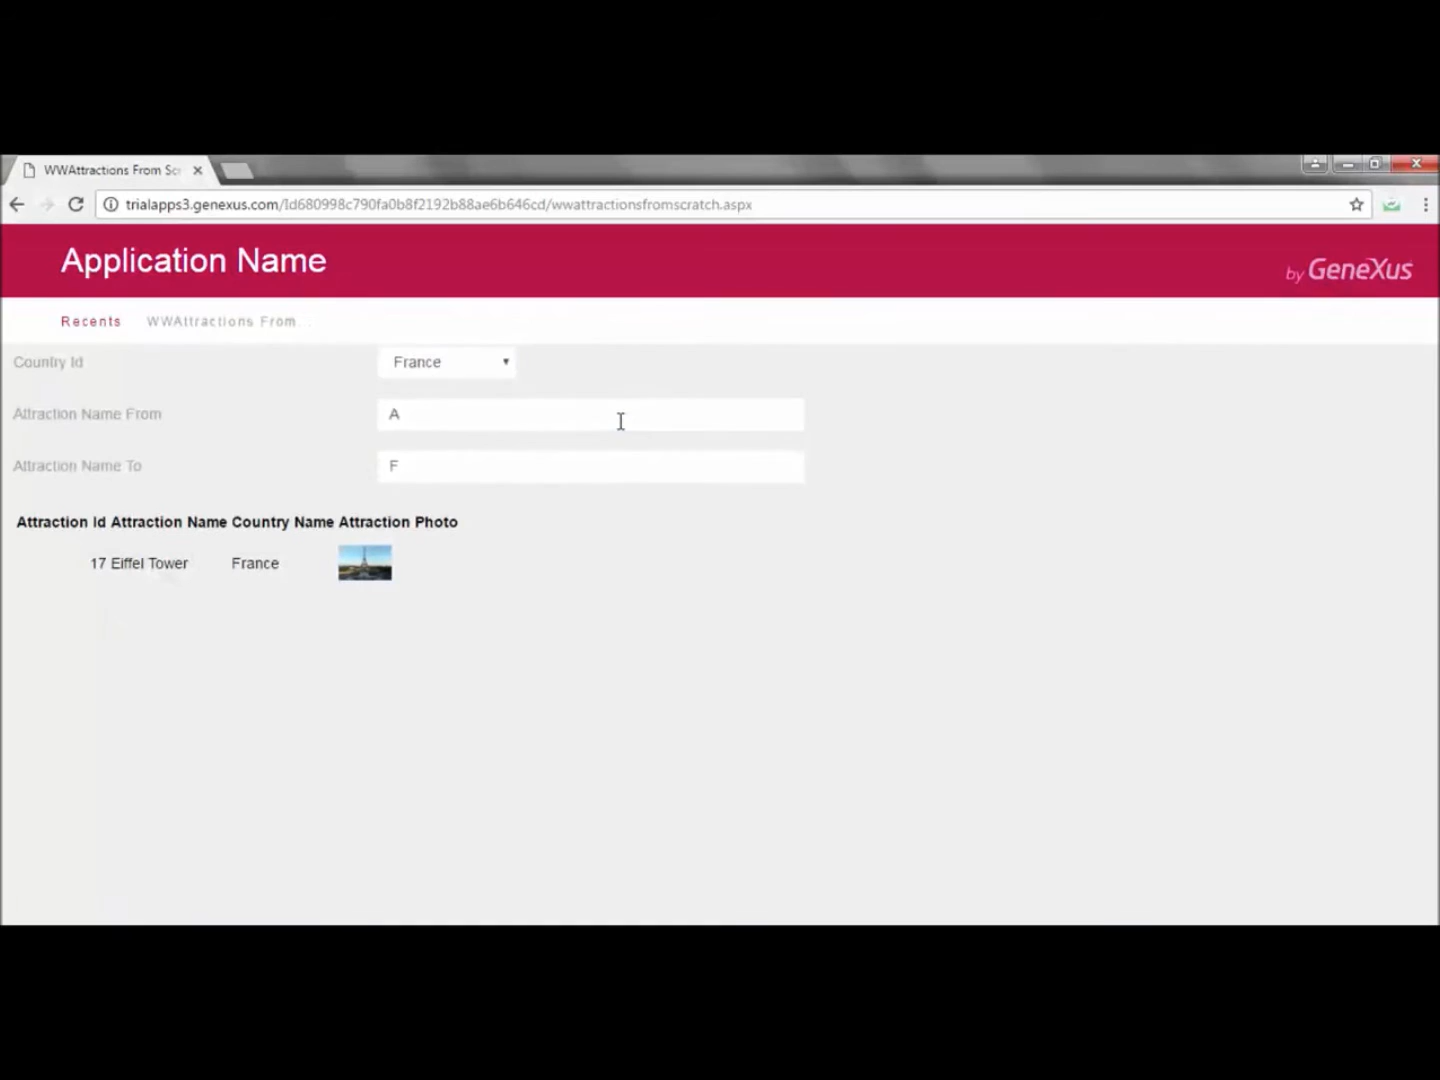 WWAttractions From Scr
trialapps3.genexus.com/Id680998c790fa0b8f2192b88ae6b646cd/wwattractionsfromscratch.aspx
Application Name
by GeneXus
Recents WWAttractions From...
Country Id France
Attraction Name From A
Attraction Name To F
Attraction Id Attraction Name Country Name Attraction Photo
17 Eiffel Tower France